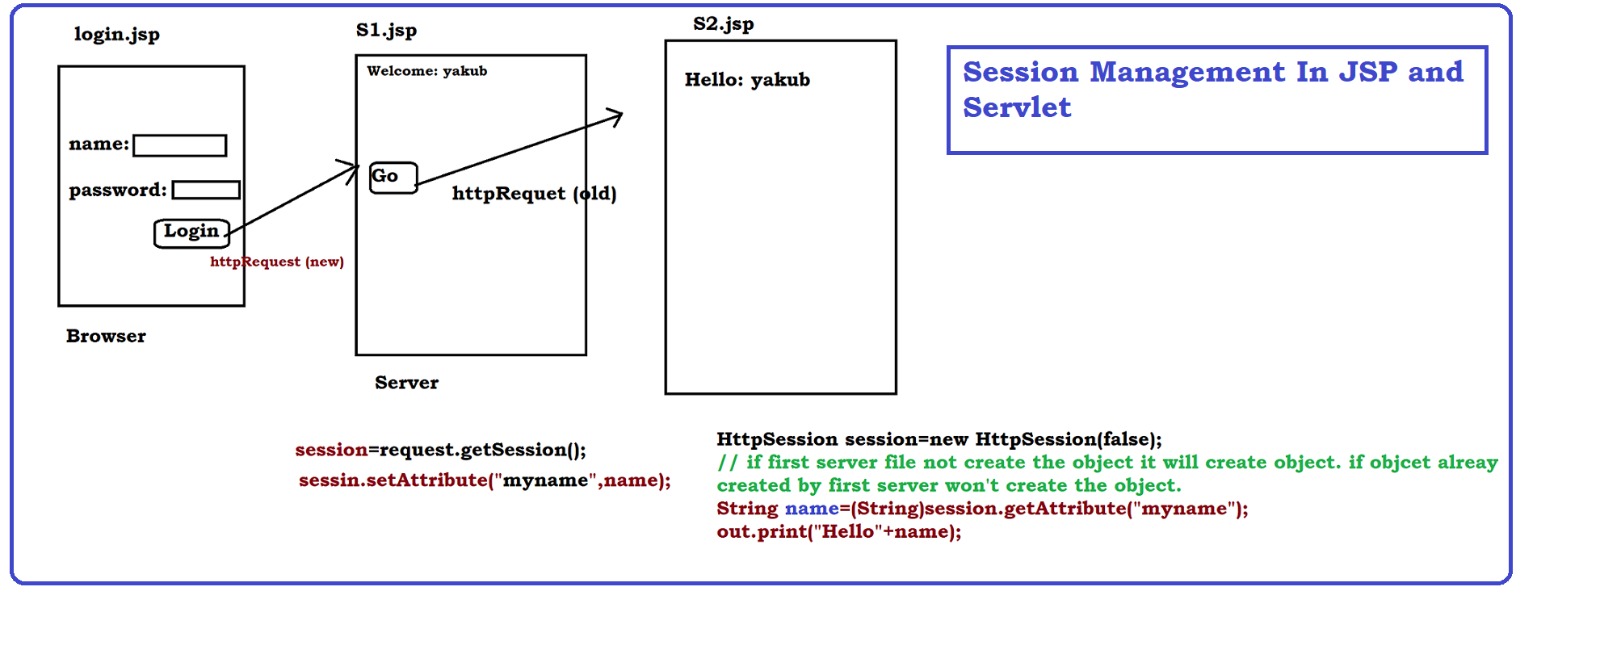 login.jsp
S1.jsp
S2.jsp
Session Management In JSP and
Servlet
Welcome: yakub
Hello: yakub
name:
password:
Login
Go
httpRequet (old)
httpRequest (new)
Browser
Server
session=request.getSession();
sessin.setAttribute("myname",name);
HttpSession session=new HttpSession(false);
// if first server file not create the object it will create object. if objcet alreay
created by first server won't create the object.
String name=(String)session.getAttribute("myname");
out.print("Hello"+name);